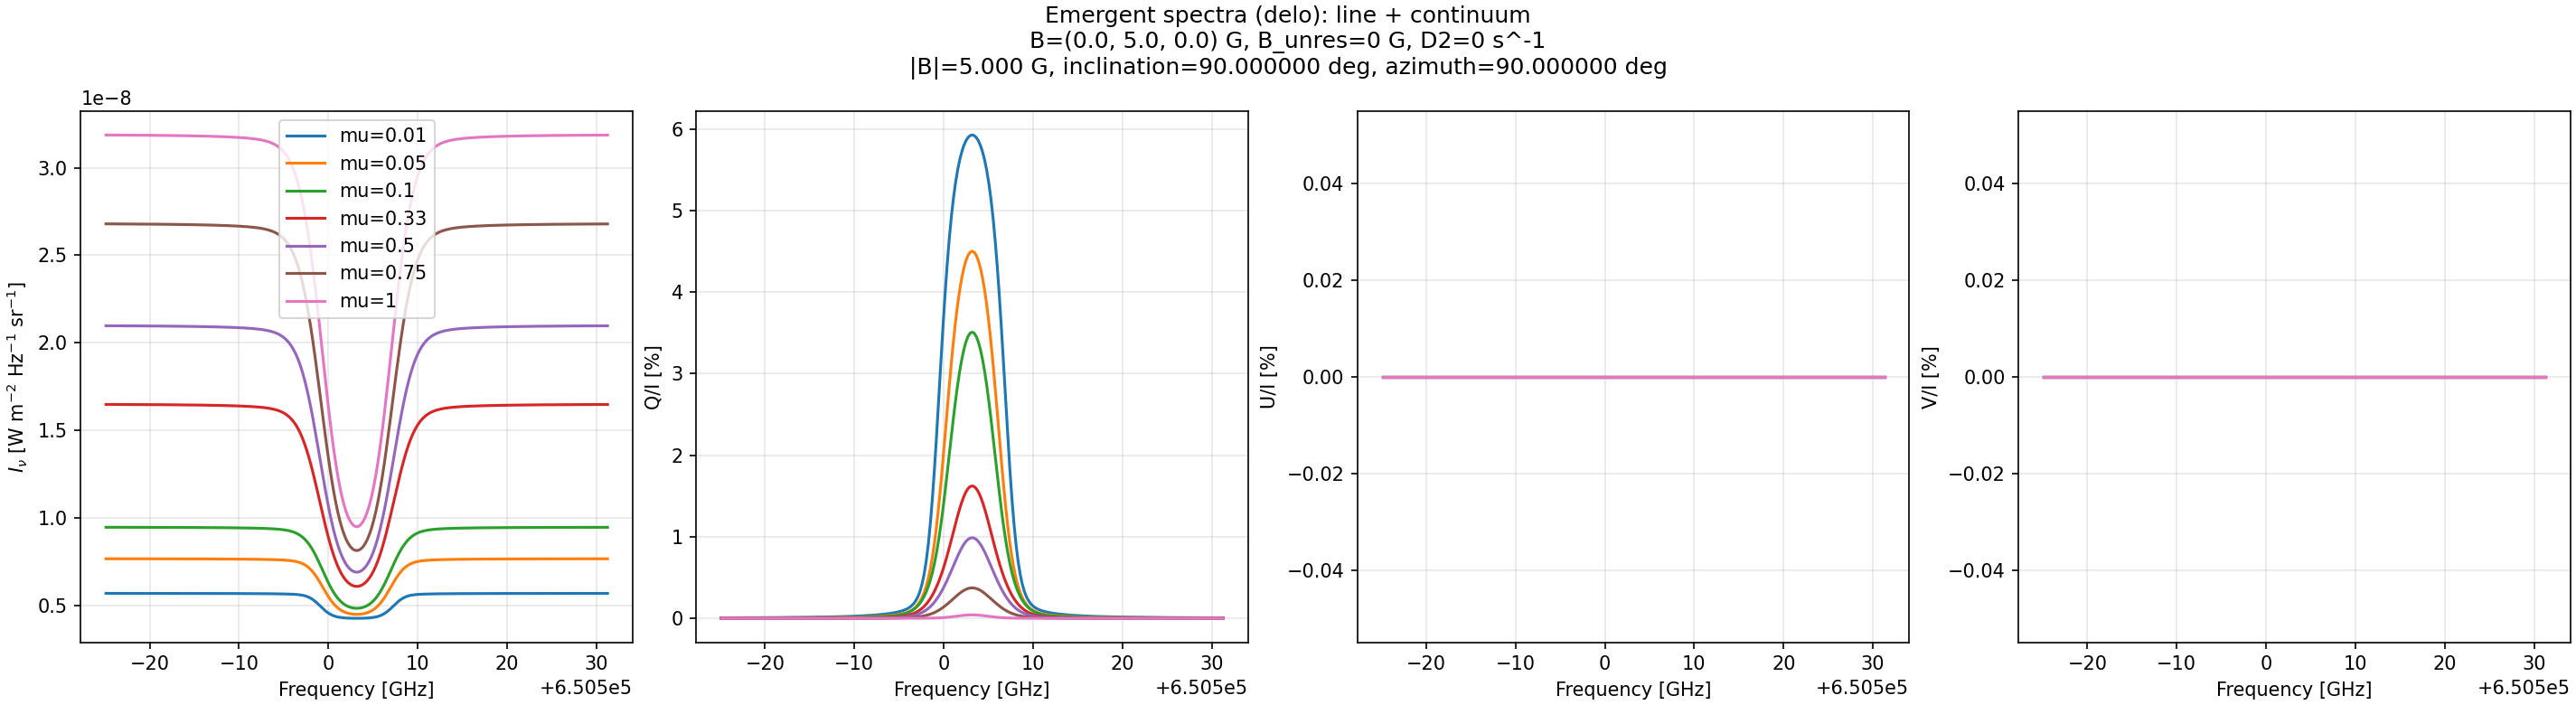 Emergent spectra (delo): line + continuum
B=(0.0, 5.0, 0.0) G, B_unres=0 G, D2=0 s^-1
|B|=5.000 G, inclination=90.000000 deg, azimuth=90.000000 deg
1e−8
3.0
2.5
2.0
1.5
1.0
0.5
−20 −10 0 10 20 30
Frequency [GHz]
+6.505e5
I_ν [W m⁻² Hz⁻¹ sr⁻¹]
mu=0.01
mu=0.05
mu=0.1
mu=0.33
mu=0.5
mu=0.75
mu=1
6
5
4
3
2
1
0
−20 −10 0 10 20 30
Frequency [GHz]
+6.505e5
Q/I [%]
0.04
0.02
0.00
−0.02
−0.04
−20 −10 0 10 20 30
Frequency [GHz]
+6.505e5
U/I [%]
0.04
0.02
0.00
−0.02
−0.04
−20 −10 0 10 20 30
Frequency [GHz]
+6.505e5
V/I [%]